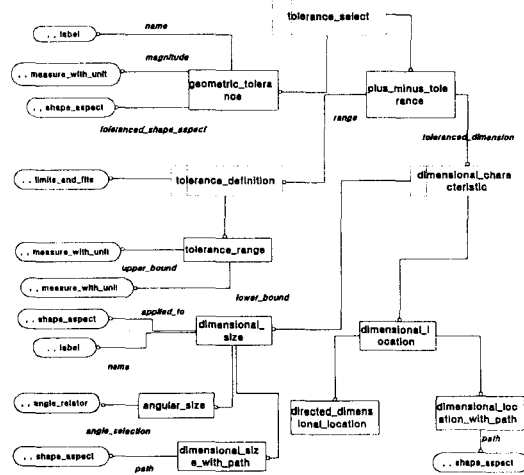 tolerance_select
name
. , label
magnitude
. , measure_with_unit
geometric_tolera
nce
plus_minus_tole
rance
. , shape_aspect
range
toleranced_shape_aspect
toleranced_dimension
. , limits_and_fits
tolerance_definition
dimensional_chara
cteristic
. , measure_with_unit
tolerance_range
upper_bound
. , measure_with_unit
lower_bound
applied_to
. , shape_aspect
dimensional_
size
dimensional_l
ocation
. , label
name
. , angle_relator
angular_size
directed_dimens
ional_location
dimensional_loc
ation_with_path
angle_selection
dimensional_siz
e_with_path
path
. , shape_aspect
path
. , shape_aspect